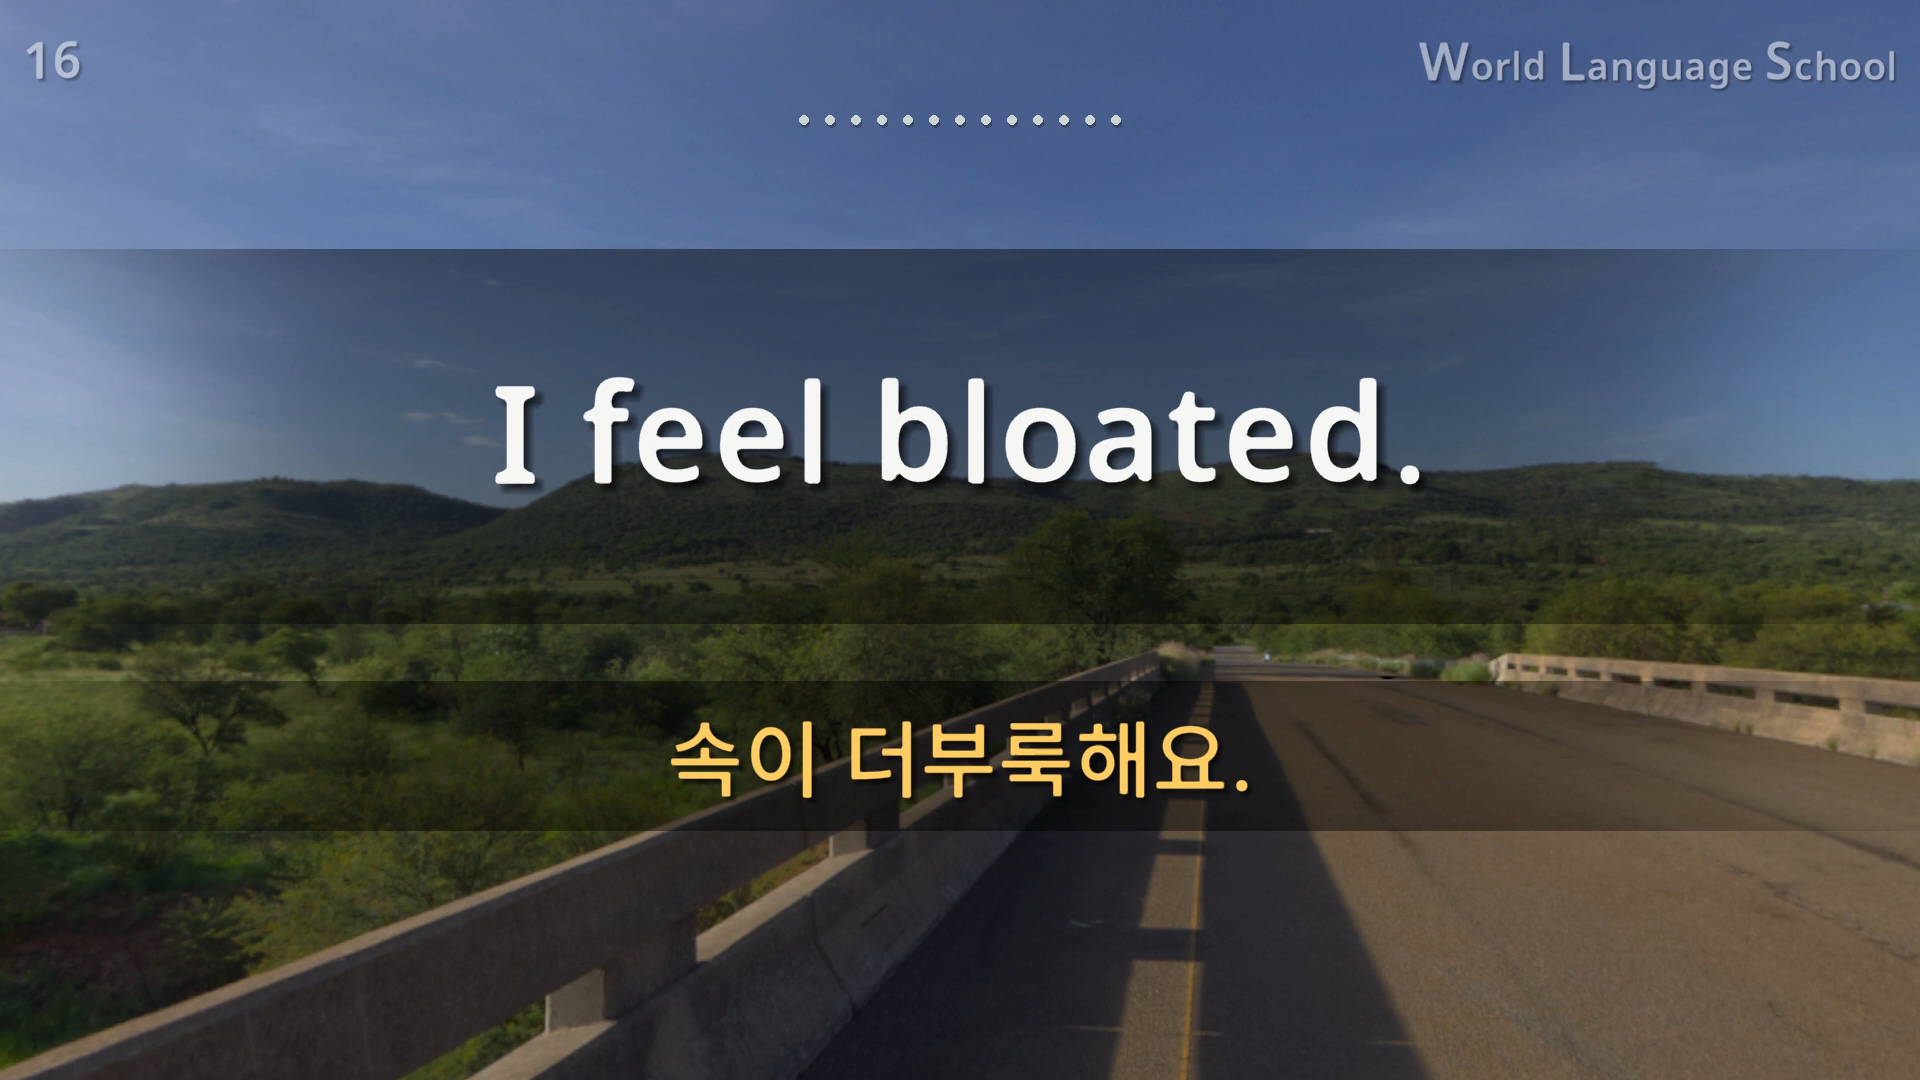 16
World Language School
I feel bloated.
속이 더부룩해요.